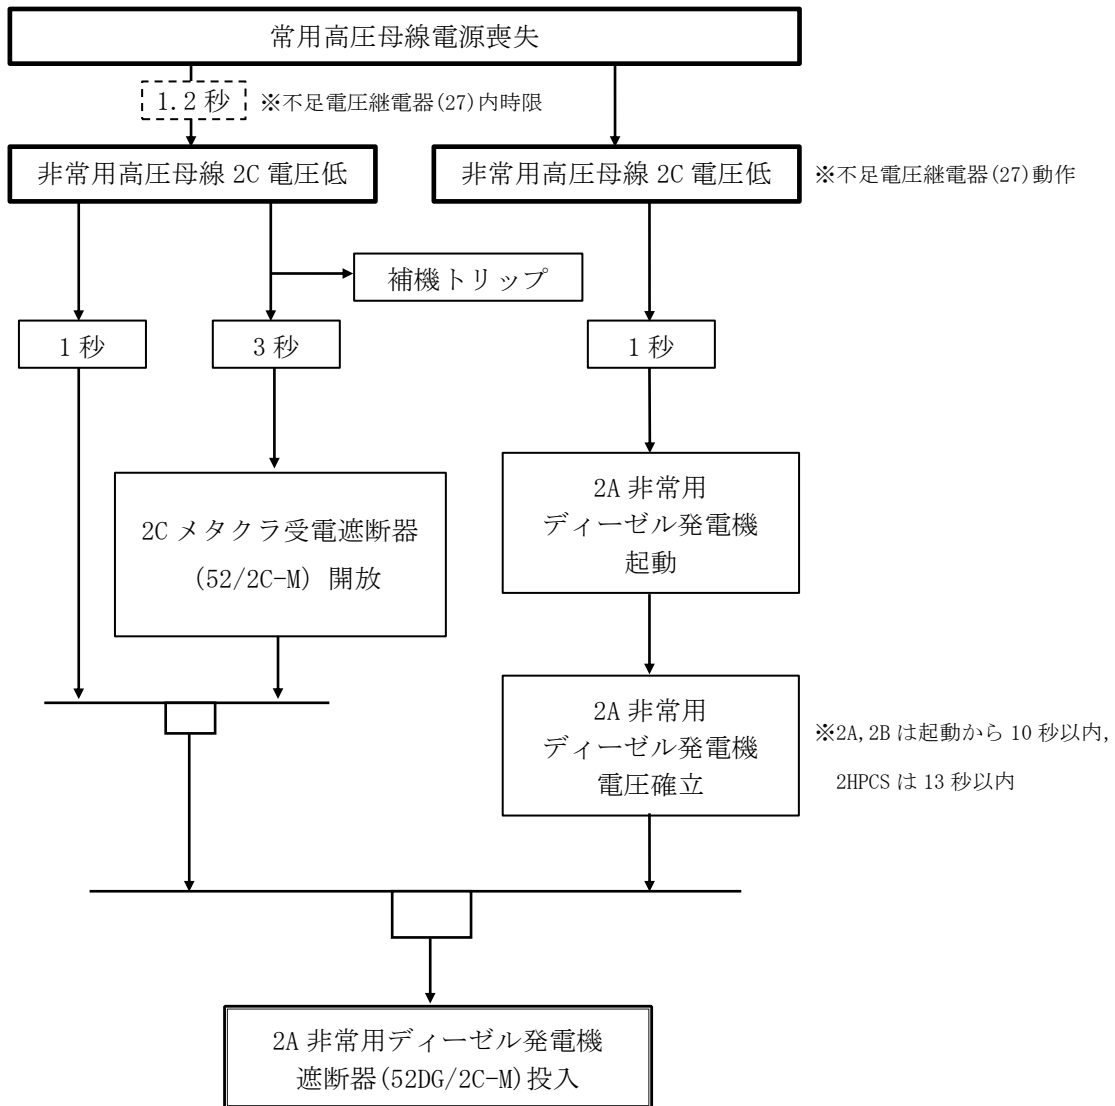 常用高圧母線電源喪失
1.2秒 ※不足電圧継電器(27)内時限
非常用高圧母線 2C 電圧低
非常用高圧母線 2C 電圧低
※不足電圧継電器(27)動作
補機トリップ
1秒
3秒
1秒
2C メタクラ受電遮断器
(52/2C-M) 開放
2A 非常用
ディーゼル発電機
起動
2A 非常用
ディーゼル発電機
電圧確立
※2A,2B は起動から 10 秒以内,
2HPCS は 13 秒以内
2A 非常用ディーゼル発電機
遮断器(52DG/2C-M)投入